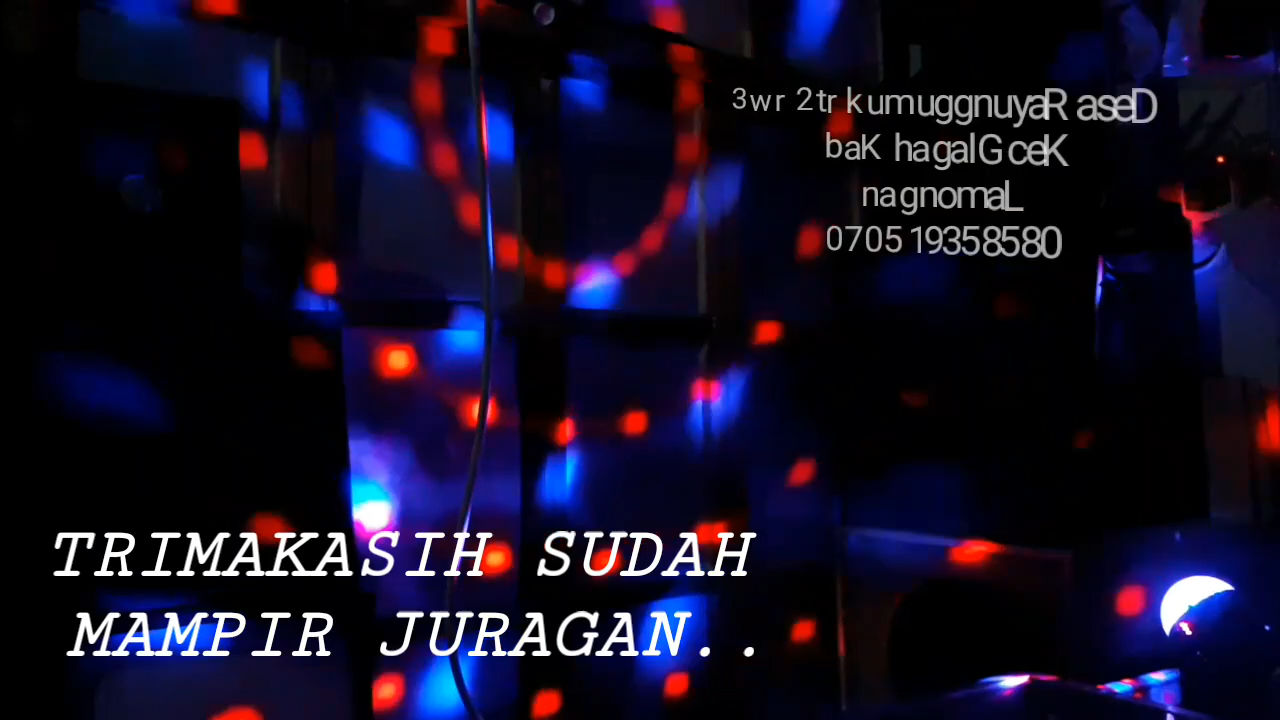 3wr 2tr kumuggnuyaR aseD
baK hagalG ceK
nagnomaL
0705 19358580
TRIMAKASIH SUDAH
MAMPIR JURAGAN..